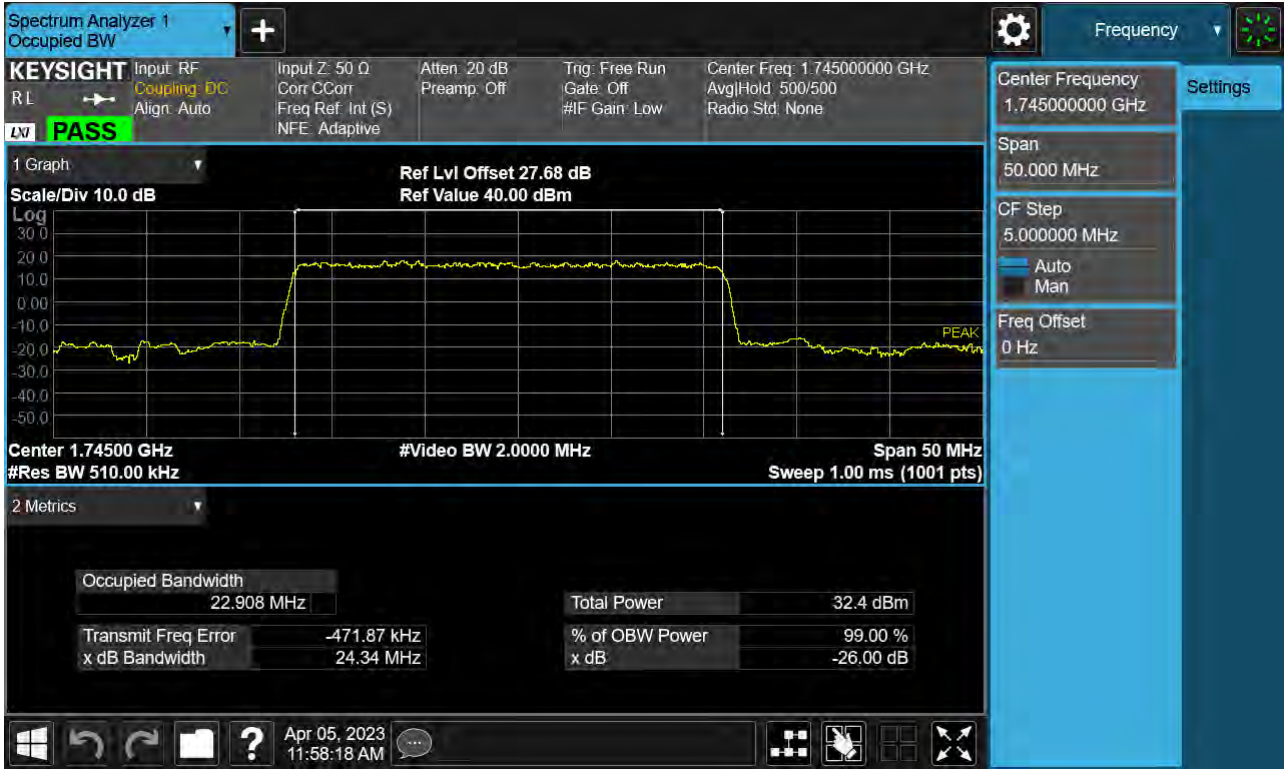 Spectrum Analyzer 1
Occupied BW
Frequency
KEYSIGHT
RL
LXI
PASS
Input: RF
Coupling: DC
Align: Auto
Input Z: 50 Ω
Corr CCorr
Freq Ref: Int (S)
NFE: Adaptive
Atten: 20 dB
Preamp: Off
Trig: Free Run
Gate: Off
#IF Gain: Low
Center Freq: 1.745000000 GHz
Avg|Hold: 500/500
Radio Std: None
1 Graph
Scale/Div 10.0 dB
Ref Lvl Offset 27.68 dB
Ref Value 40.00 dBm
Log
30.0
20.0
10.0
0.00
-10.0
-20.0
-30.0
-40.0
-50.0
PEAK
Center 1.74500 GHz
#Video BW 2.0000 MHz
Span 50 MHz
#Res BW 510.00 kHz
Sweep 1.00 ms (1001 pts)
2 Metrics
Occupied Bandwidth
22.908 MHz
Total Power 32.4 dBm
Transmit Freq Error -471.87 kHz
% of OBW Power 99.00 %
x dB Bandwidth 24.34 MHz
x dB -26.00 dB
Center Frequency
1.745000000 GHz
Settings
Span
50.000 MHz
CF Step
5.000000 MHz
Auto
Man
Freq Offset
0 Hz
?
Apr 05, 2023
11:58:18 AM